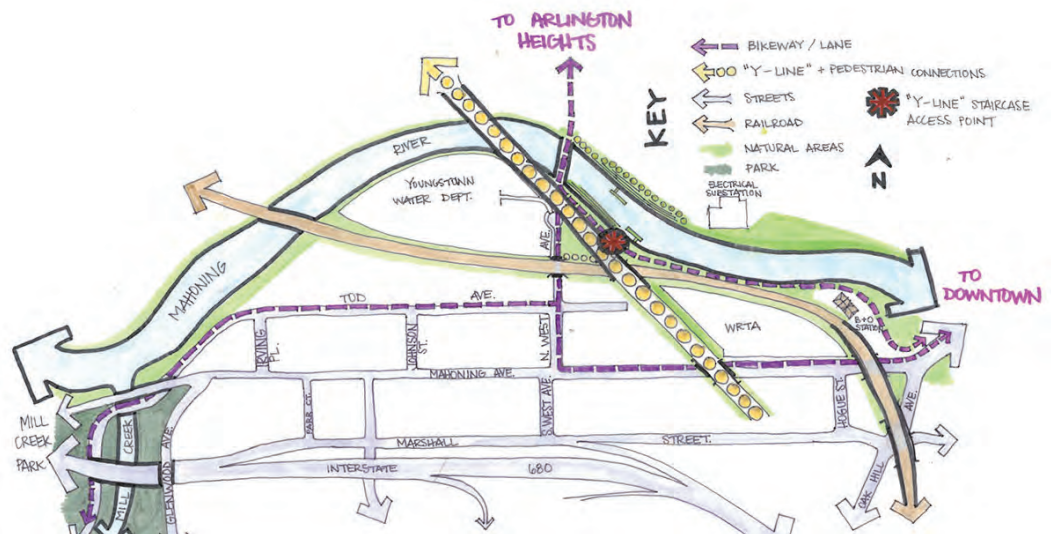 TO ARLINGTON
HEIGHTS
KEY
BIKEWAY / LANE
"Y-LINE" + PEDESTRIAN CONNECTIONS
STREETS
RAILROAD
NATURAL AREAS
PARK
"Y-LINE" STAIRCASE
ACCESS POINT
N
ELECTRICAL
SUBSTATION
RIVER
YOUNGSTOWN
WATER DEPT.
MAHONING
TOD AVE.
N. WEST AVE.
TO
DOWNTOWN
B+O
STATION
WRTA
IRVING PL.
JOHNSON ST.
MAHONING AVE.
S. WEST AVE.
HOGUE ST.
MILL
CREEK
PARK
MILL CREEK
GLENWOOD AVE.
MARSHALL STREET.
INTERSTATE 680
OAK HILL AVE.